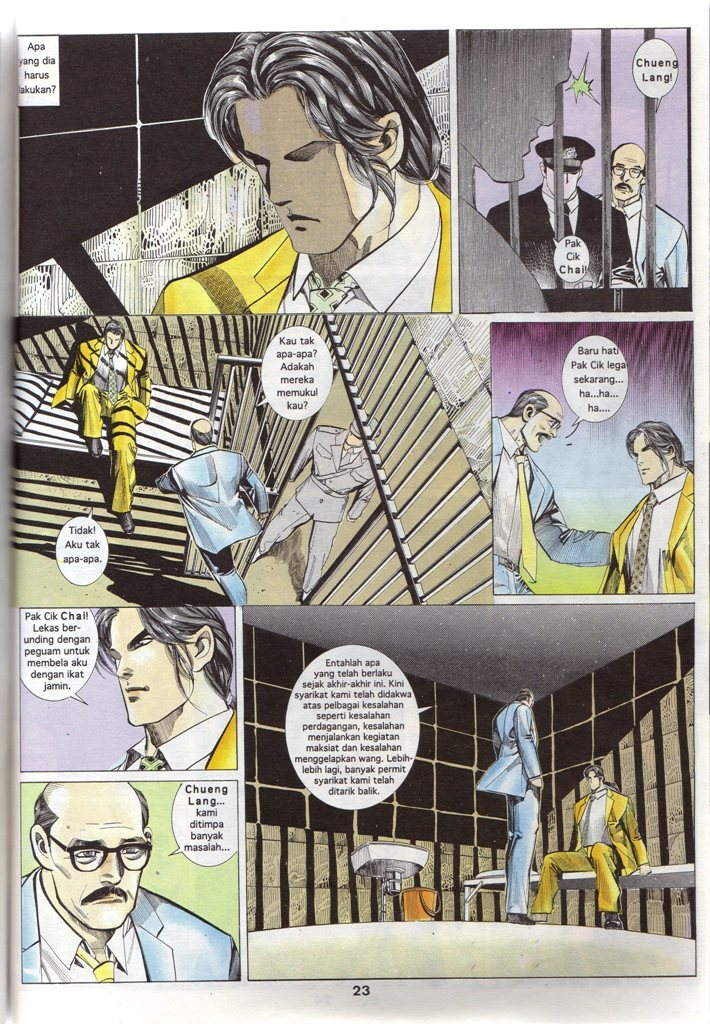 Apa
yang dia
harus
lakukan?
Chueng
Lang!
Pak
Cik
Chai!
Kau tak
apa-apa?
Adakah
mereka
memukul
kau?
Tidak!
Aku tak
apa-apa.
Baru hati
Pak Cik lega
sekarang...
ha...ha...
ha....
Pak Cik Chai!
Lekas ber-
unding dengan
peguam untuk
membela aku
dengan ikat
jamin.
Chueng
Lang...
kami
ditimpa
banyak
masalah...
Entahlah apa
yang telah berlaku
sejak akhir-akhir ini. Kini
syarikat kami telah didakwa
atas pelbagai kesalahan
seperti kesalahan
perdagangan, kesalahan
menjalankan kegiatan
maksiat dan kesalahan
menggelapkan wang. Lebih-
lebih lagi, banyak permit
syarikat kami telah
ditarik balik.
23